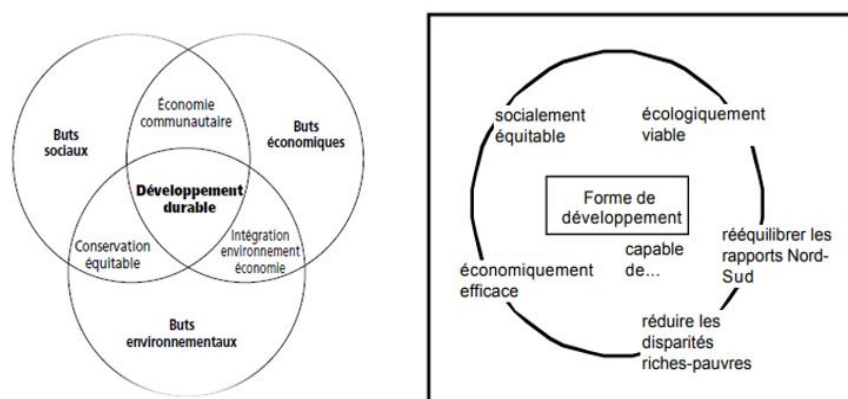 Économie
communautaire
Buts
sociaux
Buts
économiques
Développement
durable
Conservation
équitable
Intégration
environnement
économie
Buts
environnementaux
socialement
équitable
écologiquement
viable
Forme de
développement
capable
de...
rééquilibrer les
rapports Nord-
Sud
économiquement
efficace
réduire les
disparités
riches-pauvres